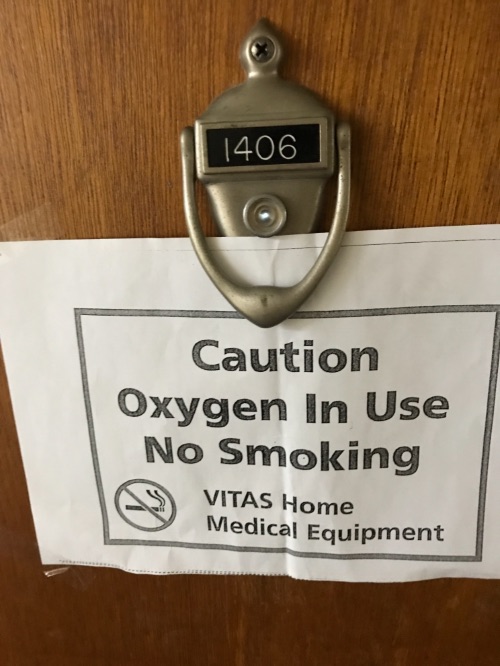 1406
Caution
Oxygen In Use
No Smoking
VITAS Home
Medical Equipment